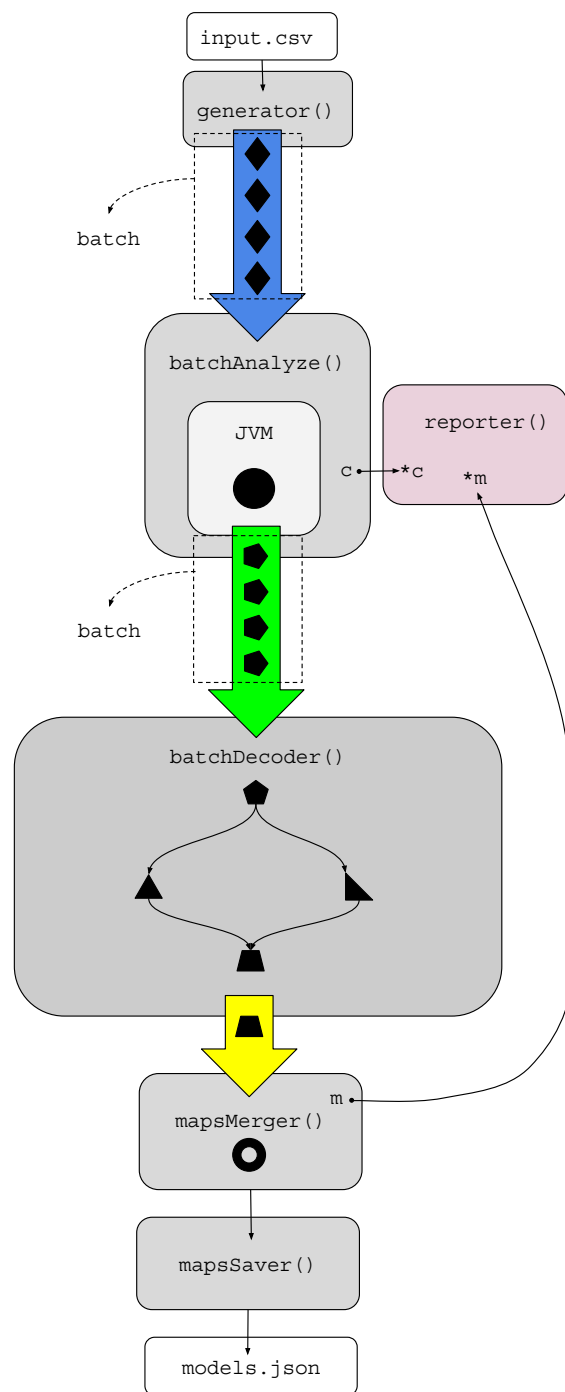 input.csv
generator()
batch
batchAnalyze()
JVM
reporter()
c
*c
*m
batch
batchDecoder()
m
mapsMerger()
mapsSaver()
models.json